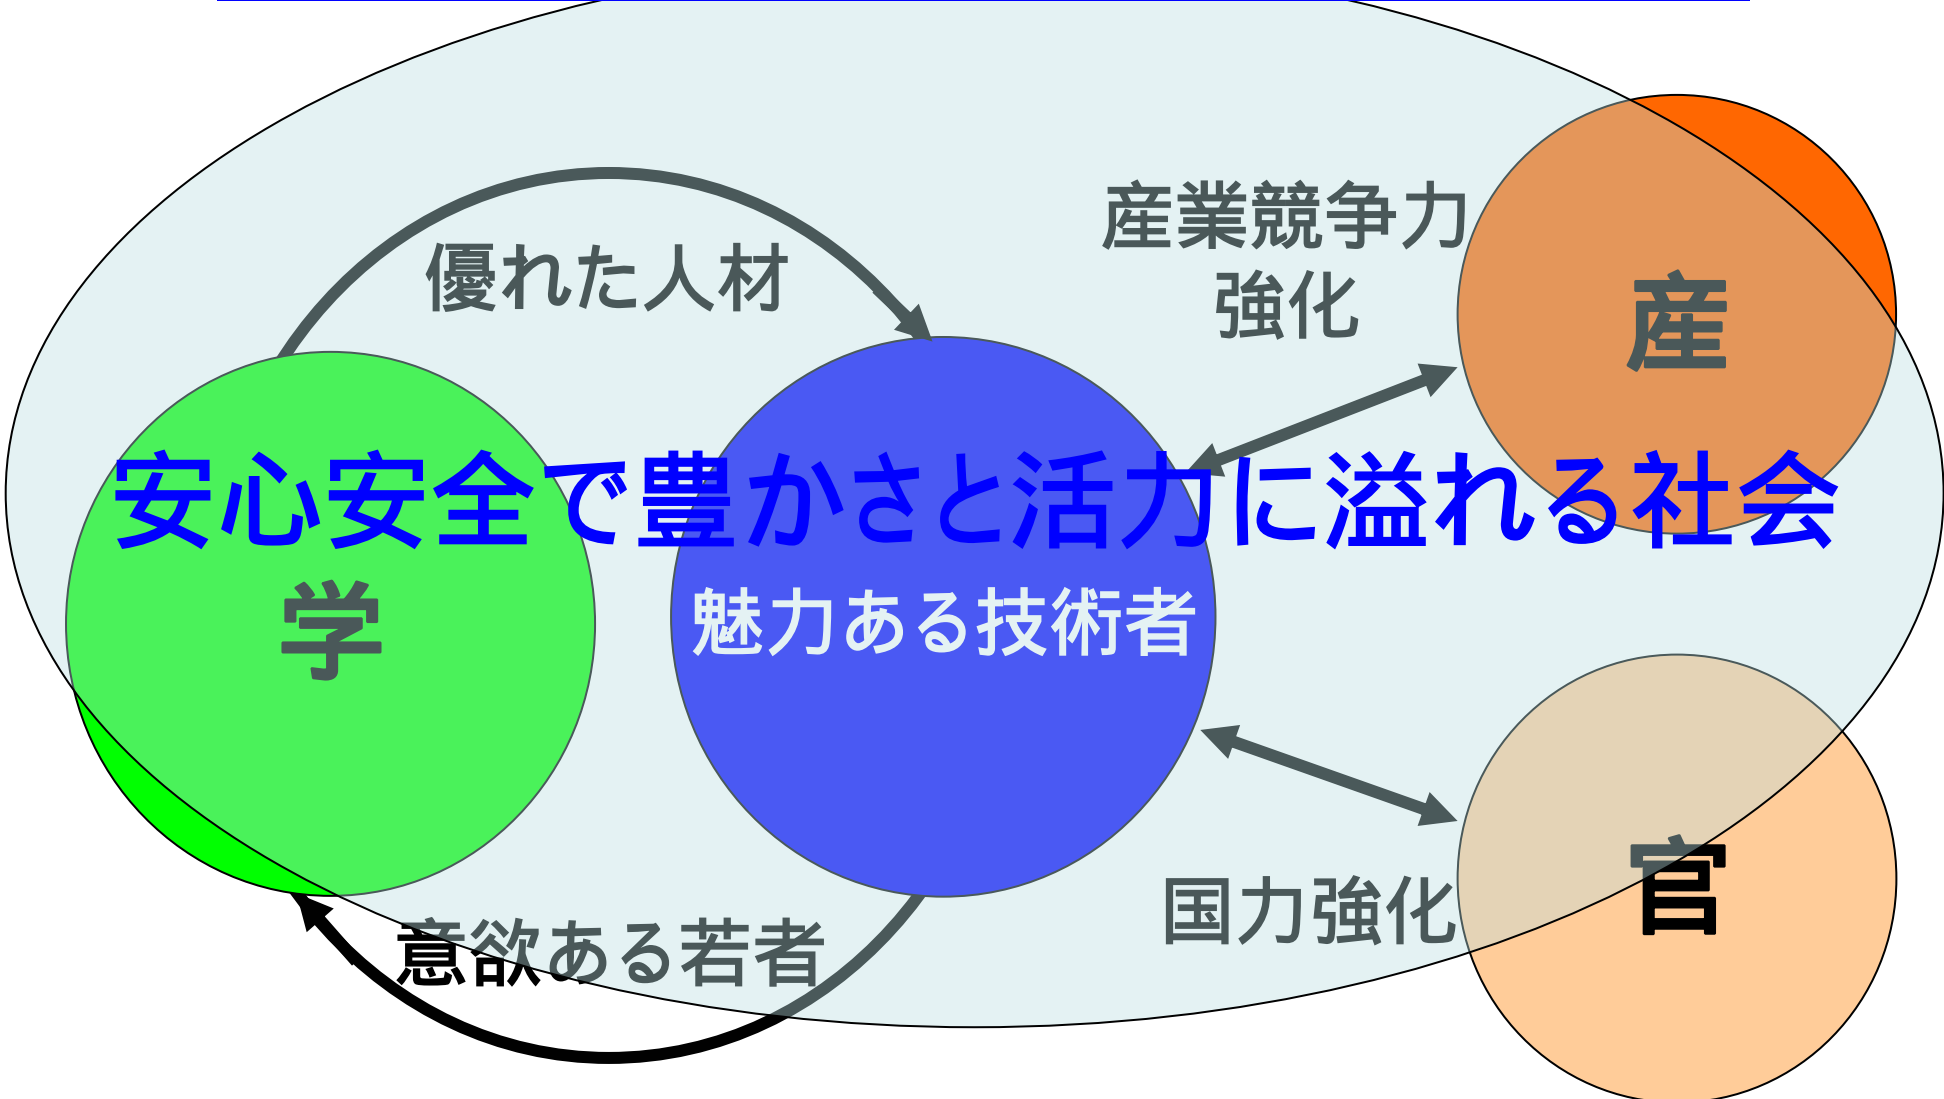 産業競争力
強化
優れた人材
産
安心安全で豊かさと活力に溢れる社会
学
魅力ある技術者
官
国力強化
意欲ある若者